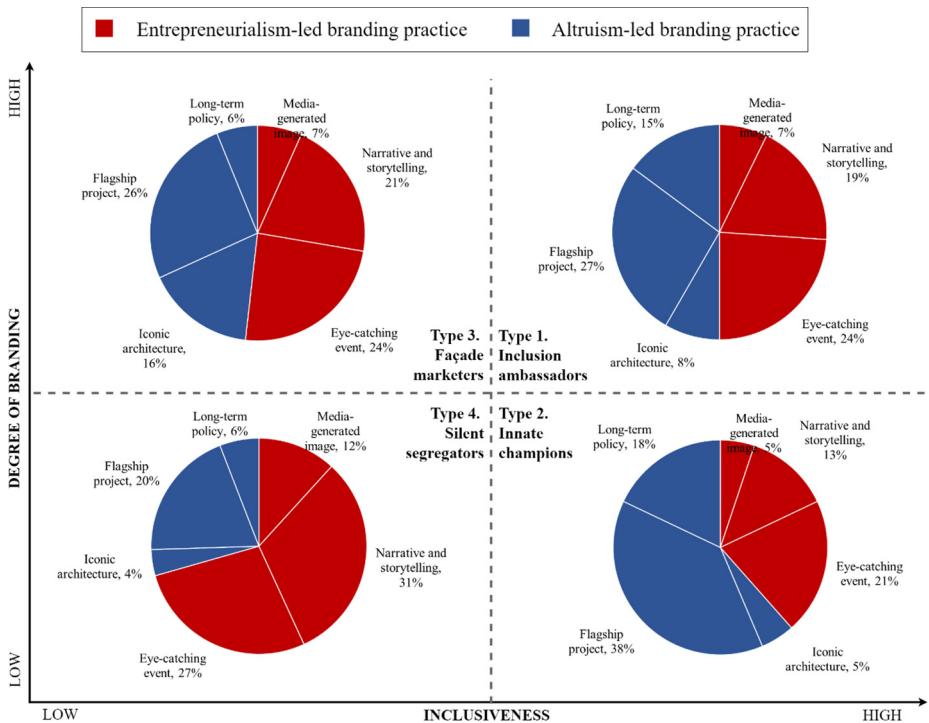 Entrepreneurialism-led branding practice
Altruism-led branding practice
HIGH
DEGREE OF BRANDING
LOW
Long-term
policy, 6%
Media-
generated
image, 7%
Narrative and
storytelling,
21%
Flagship
project, 26%
Iconic
architecture,
16%
Eye-catching
event, 24%
Type 3.
Façade
marketers
Long-term
policy, 15%
Media-
generated
image, 7%
Narrative and
storytelling,
19%
Flagship
project, 27%
Iconic
architecture, 8%
Eye-catching
event, 24%
Type 1.
Inclusion
ambassadors
Type 4.
Silent
segregators
Long-term
policy, 6%
Media-
generated
image, 12%
Flagship
project, 20%
Iconic
architecture, 4%
Narrative and
storytelling,
31%
Eye-catching
event, 27%
Type 2.
Innate
champions
Long-term
policy, 18%
Media-
generated
image, 5%
Narrative and
storytelling,
13%
Eye-catching
event, 21%
Flagship
project, 38%
Iconic
architecture, 5%
LOW
INCLUSIVENESS
HIGH